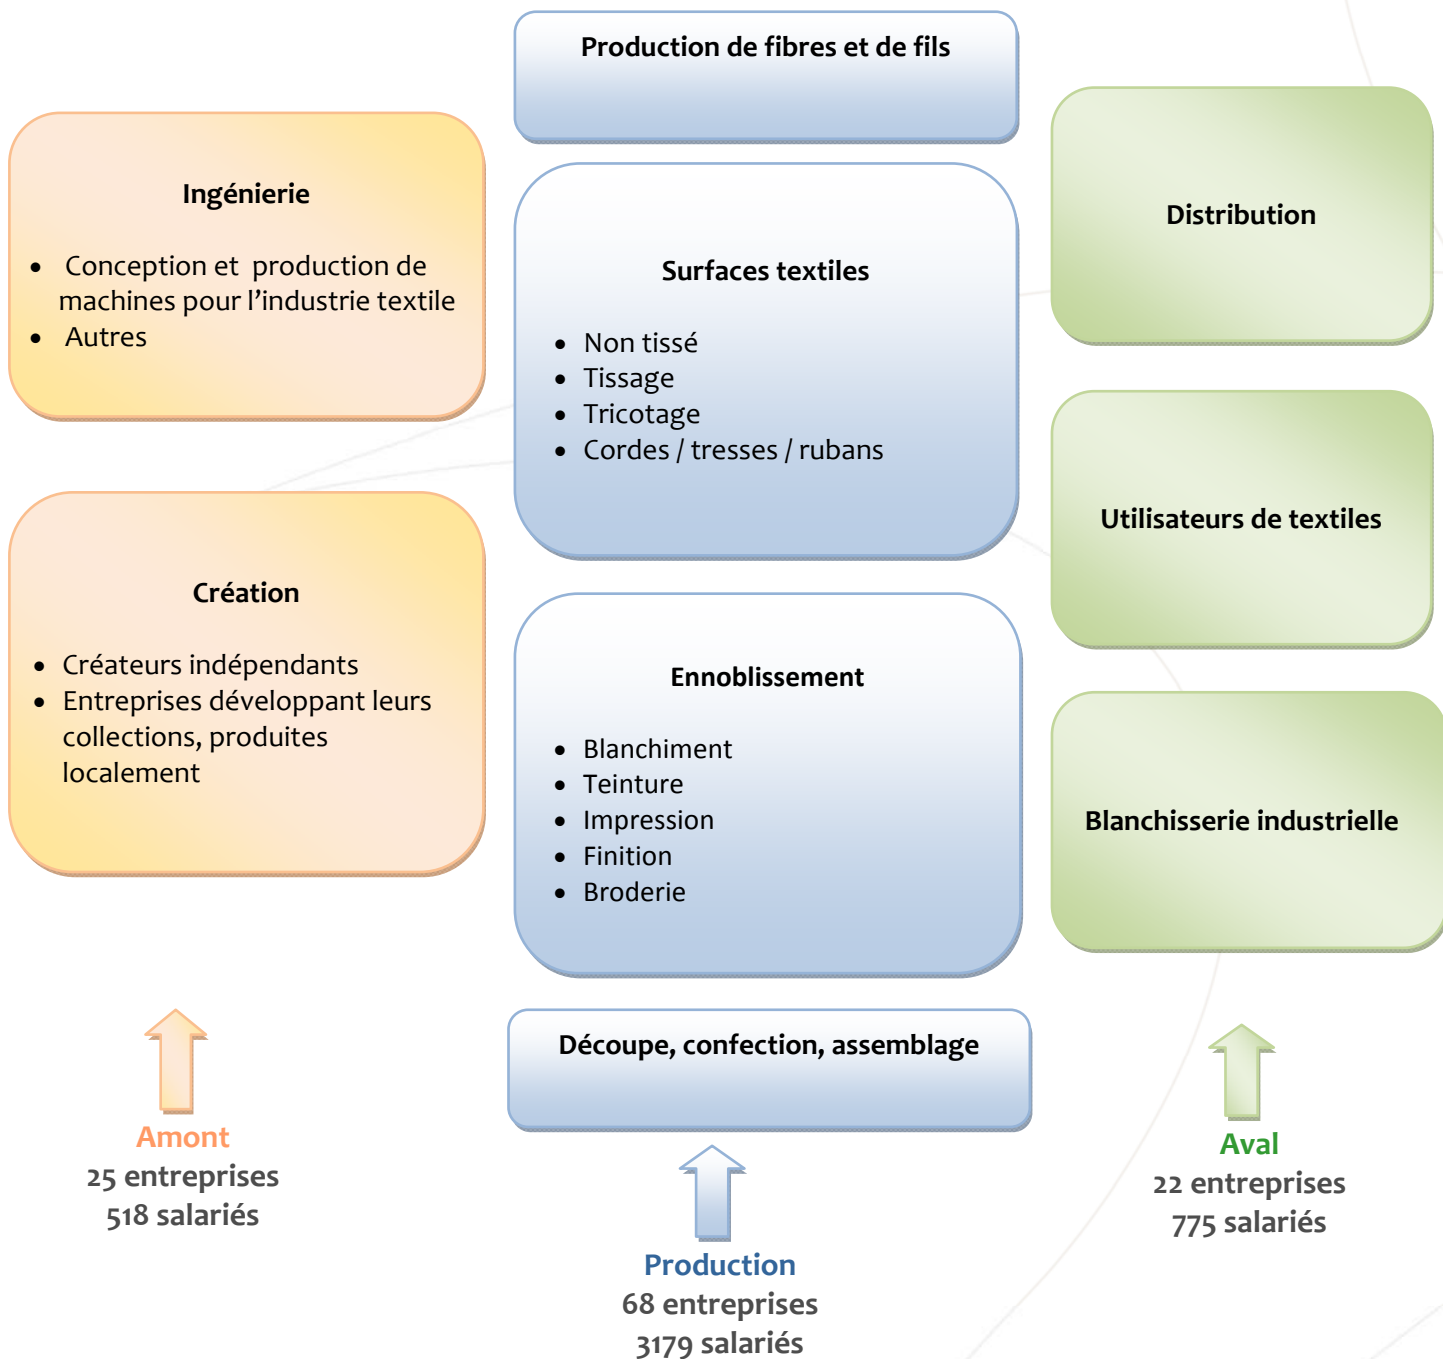 Production de fibres et de fils
Ingénierie
• Conception et production de
machines pour l’industrie textile
• Autres
Création
• Créateurs indépendants
• Entreprises développant leurs
collections, produites
localement
Surfaces textiles
• Non tissé
• Tissage
• Tricotage
• Cordes / tresses / rubans
Ennoblissement
• Blanchiment
• Teinture
• Impression
• Finition
• Broderie
Découpe, confection, assemblage
Distribution
Utilisateurs de textiles
Blanchisserie industrielle
Amont
25 entreprises
518 salariés
Production
68 entreprises
3179 salariés
Aval
22 entreprises
775 salariés